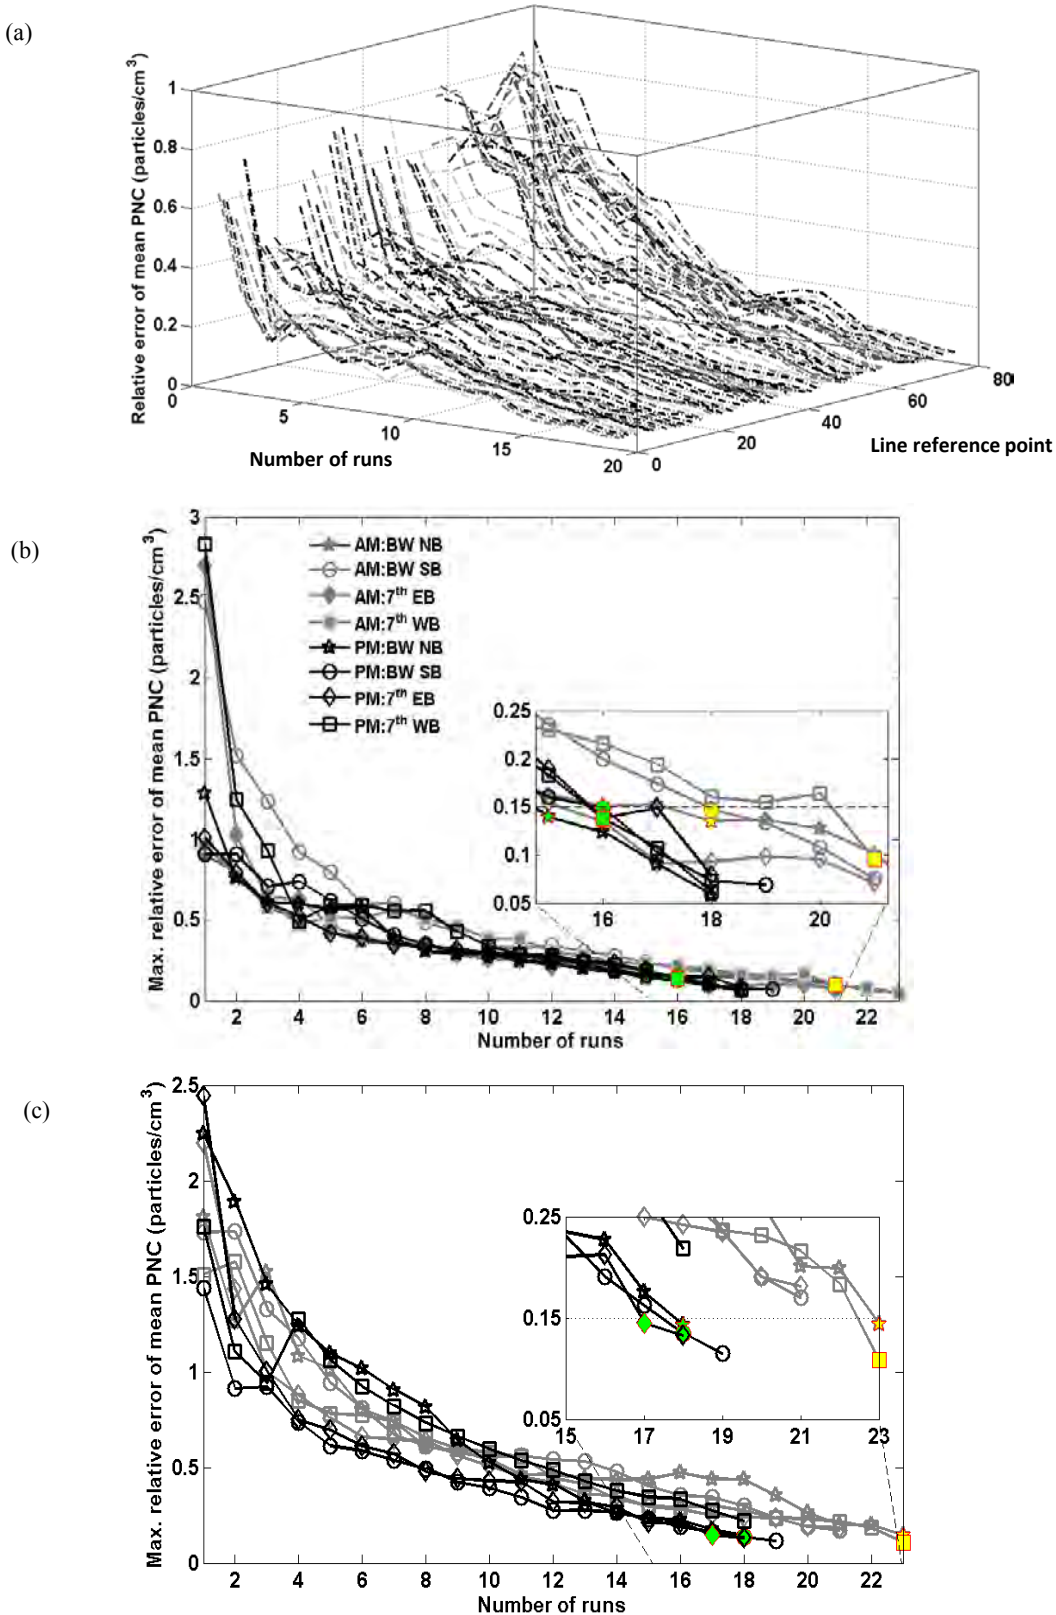 (a)
Relative error of mean PNC (particles/cm³)
1
0.8
0.6
0.4
0.2
0
0
5
10
15
20
0
20
40
60
80
Number of runs
Line reference point
(b)
Max. relative error of mean PNC (particles/cm³)
3
2.5
2
1.5
1
0.5
0
AM:BW NB
AM:BW SB
AM:7th EB
AM:7th WB
PM:BW NB
PM:BW SB
PM:7th EB
PM:7th WB
0.25
0.2
0.15
0.1
0.05
16
18
20
2 4 6 8 10 12 14 16 18 20 22
Number of runs
(c)
Max. relative error of mean PNC (particles/cm³)
2.5
2
1.5
1
0.5
0
0.25
0.15
0.05
15 17 19 21 23
2 4 6 8 10 12 14 16 18 20 22
Number of runs